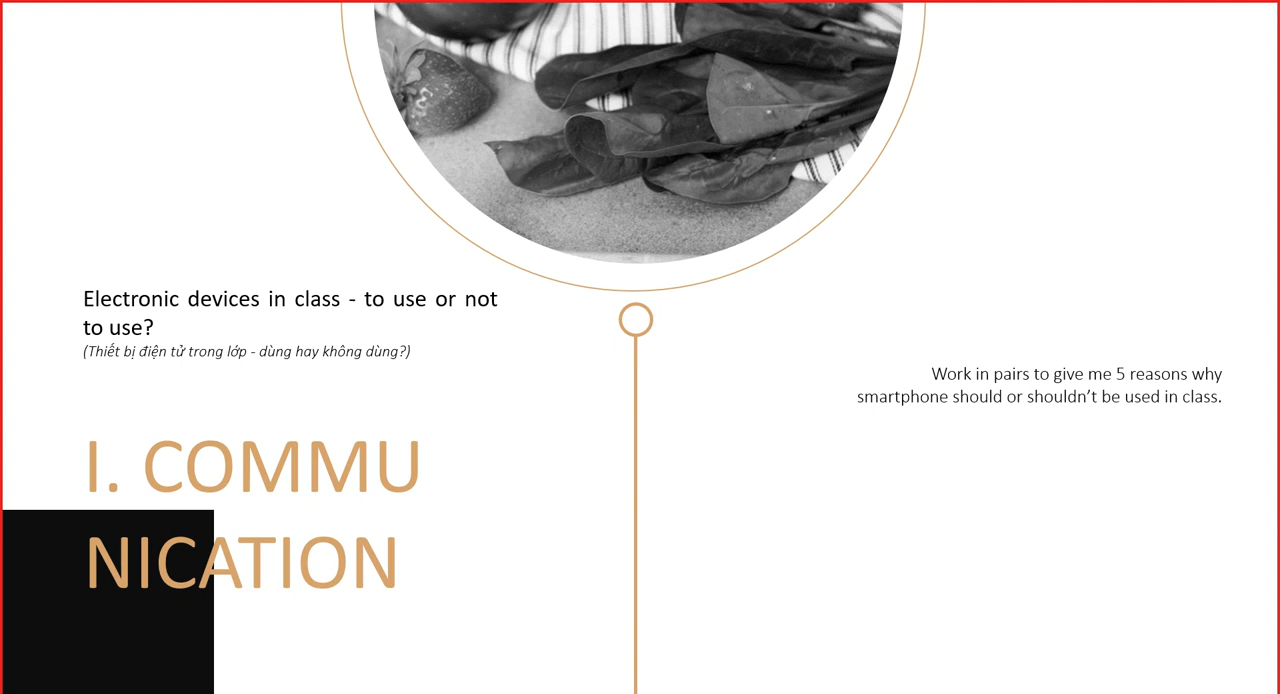 Electronic devices in class - to use or not
to use?
(Thiết bị điện tử trong lớp - dùng hay không dùng?)
Work in pairs to give me 5 reasons why
smartphone should or shouldn’t be used in class.
I. COMMU
NICATION